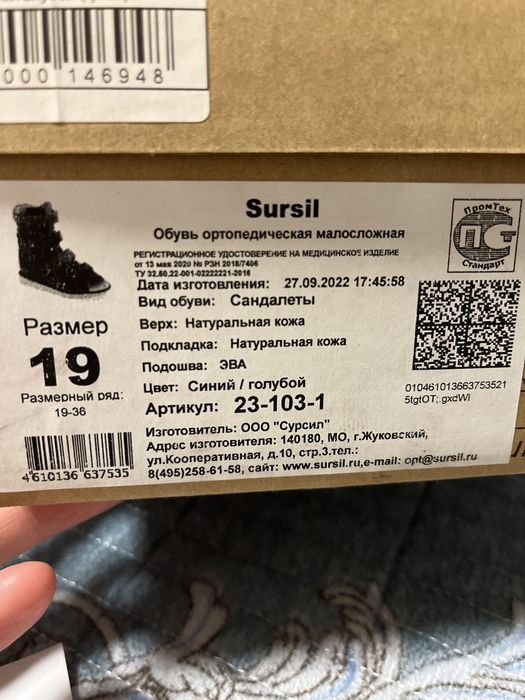 000 146948
Sursil
Обувь ортопедическая малосложная
РЕГИСТРАЦИОННОЕ УДОСТОВЕРЕНИЕ НА МЕДИЦИНСКОЕ ИЗДЕЛИЕ
от 13 мая 2020 № РЗН 2018/7406
ТУ 32.50.22-001-02222221-2016
Дата изготовления: 27.09.2022 17:45:58
Вид обуви: Сандалеты
Верх: Натуральная кожа
Подкладка: Натуральная кожа
Подошва: ЭВА
Цвет: Синий / голубой
Артикул: 23-103-1
Изготовитель: ООО "Сурсил"
Адрес изготовителя: 140180, МО, г.Жуковский,
ул.Кооперативная, д.10, стр.3.тел.:
8(495)258-61-58, сайт: www.sursil.ru,e-mail: opt@sursil.ru
Размер
19
Размерный ряд:
19-36
4610136 637535
ПромТех
ПСТ
Стандарт
010461013663753521
5tgtOT;.gxdWl